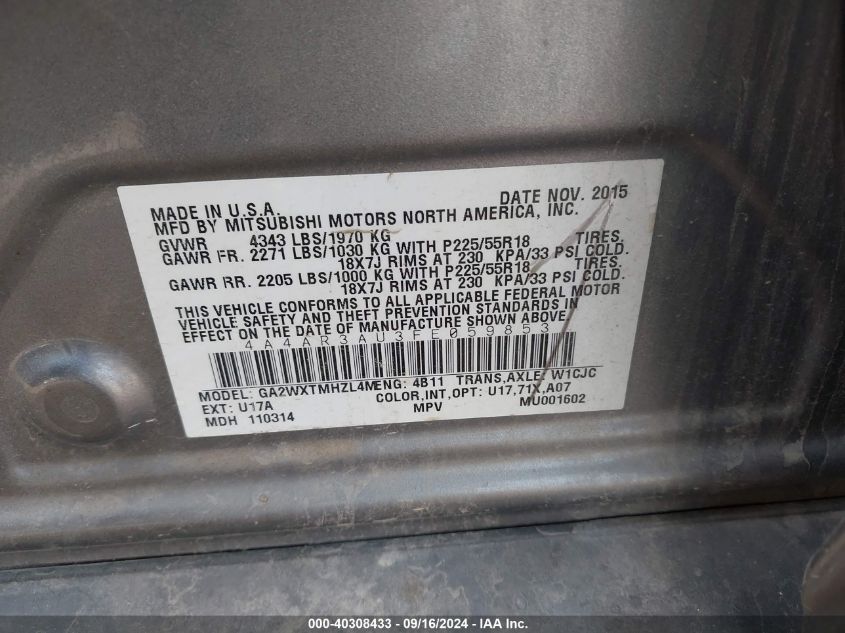 MADE IN U.S.A. DATE NOV. 2015
MFD BY MITSUBISHI MOTORS NORTH AMERICA, INC.
GVWR 4343 LBS/1970 KG
GAWR FR. 2271 LBS/1030 KG WITH P225/55R18 TIRES,
18X7J RIMS AT 230 KPA/33 PSI COLD.
GAWR RR. 2205 LBS/1000 KG WITH P225/55R18 TIRES.
18X7J RIMS AT 230 KPA/33 PSI COLD.
THIS VEHICLE CONFORMS TO ALL APPLICABLE FEDERAL MOTOR
VEHICLE SAFETY AND THEFT PREVENTION STANDARDS IN
EFFECT ON THE DATE OF MANUFACTURE SHOWN ABOVE.
4A4AR3AU3FE059853
MODEL: GA2WXTMHZL4M ENG: 4B11 TRANS,AXLE: W1CJC
EXT: U17A COLOR,INT,OPT: U17,71X,A07
MDH 110314 MPV MU001602
000-40308433 - 09/16/2024 - IAA Inc.